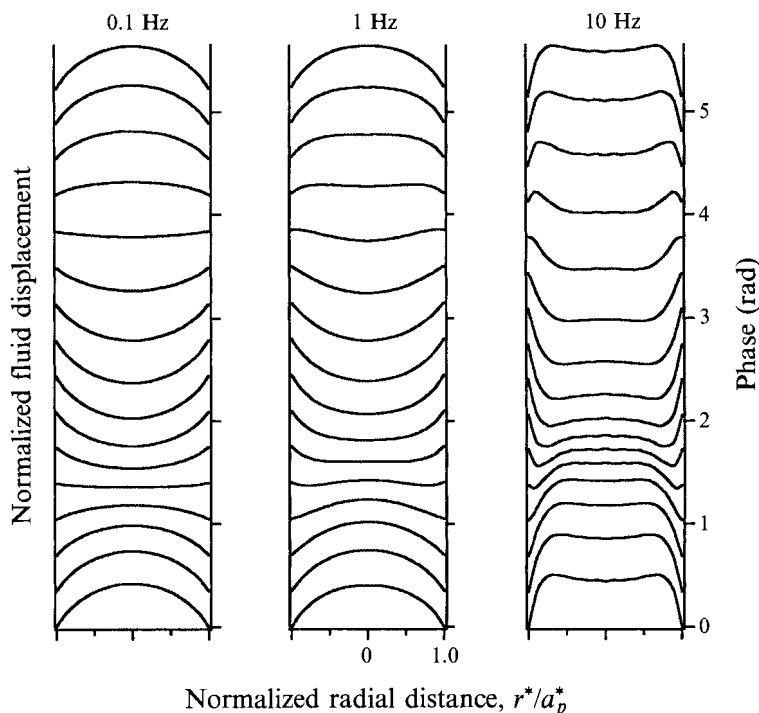 0.1 Hz
1 Hz
10 Hz
Normalized fluid displacement
5
4
3
2
1
0
Phase (rad)
0
1.0
Normalized radial distance, r*/a*p